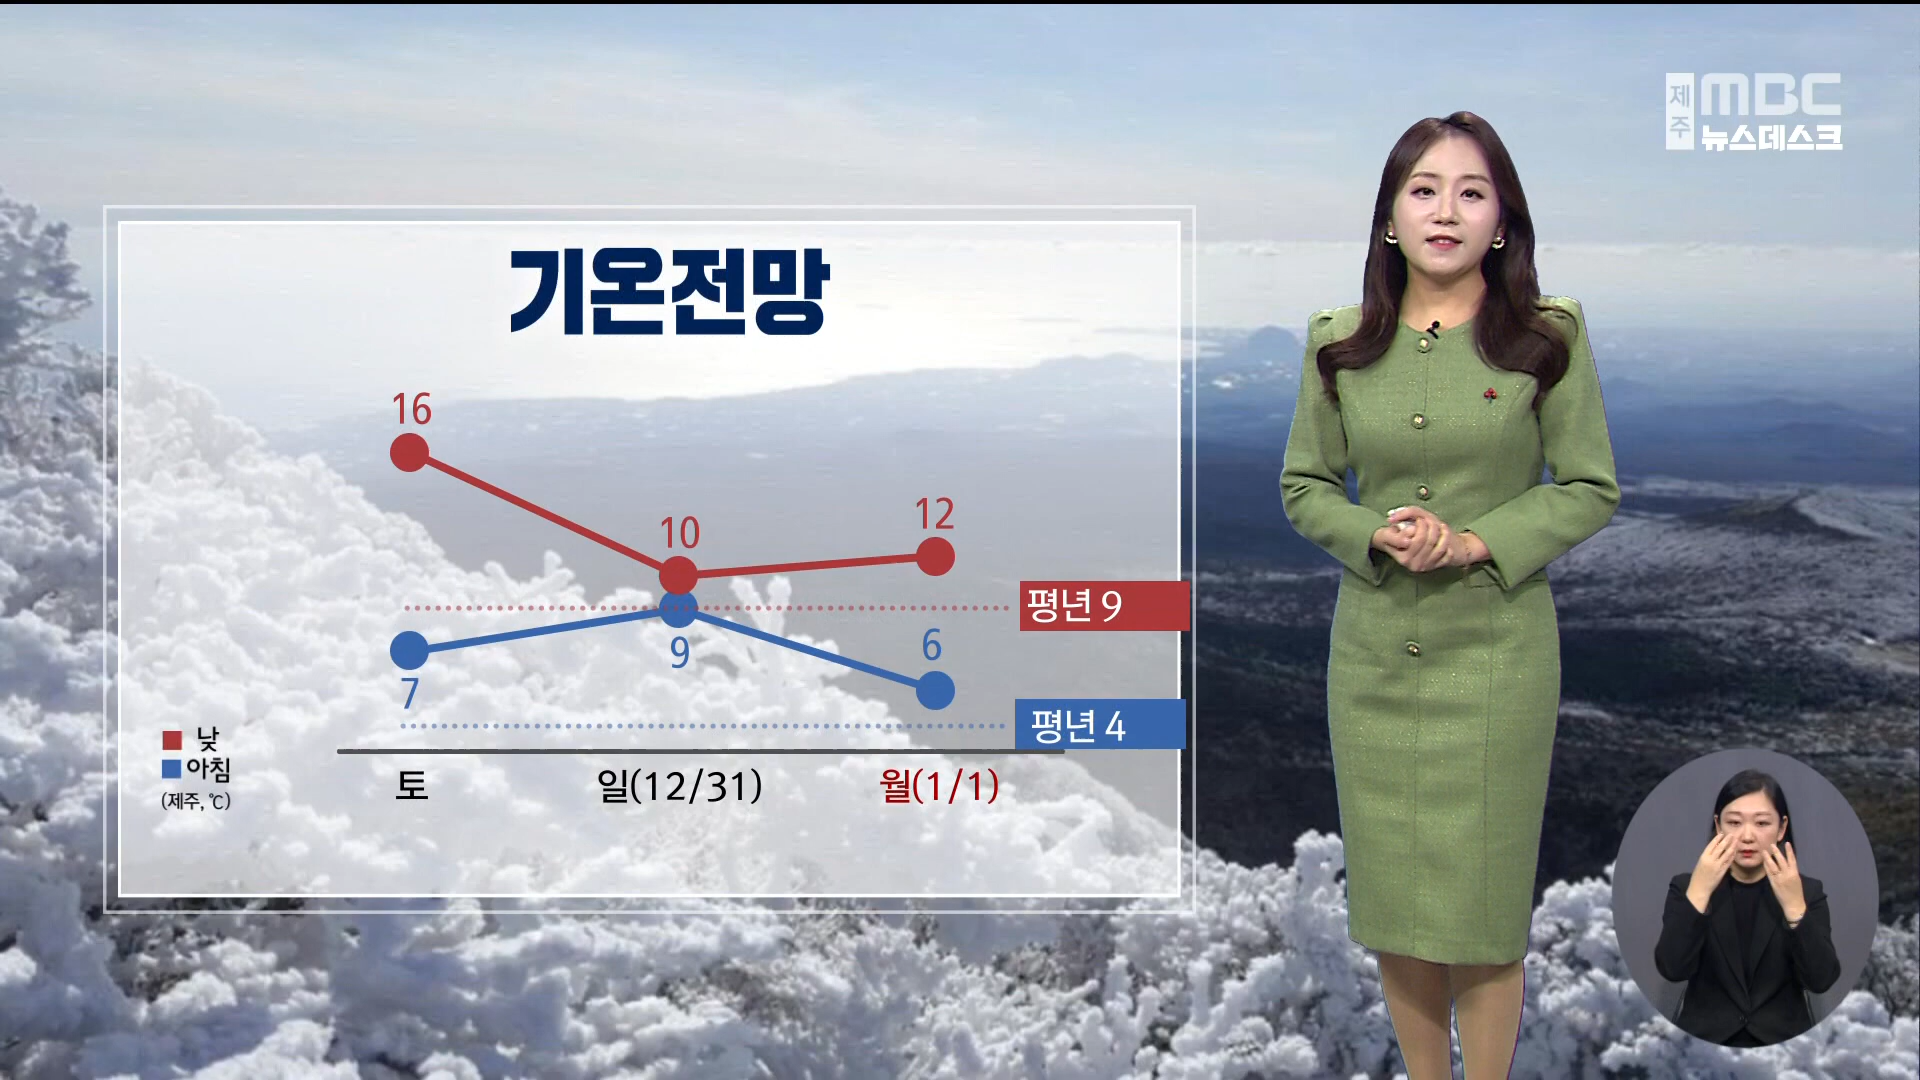 제주 MBC
뉴스데스크
기온전망
16
10
12
7
9
6
평년 9
평년 4
낮
아침
(제주, ℃)
토
일(12/31)
월(1/1)